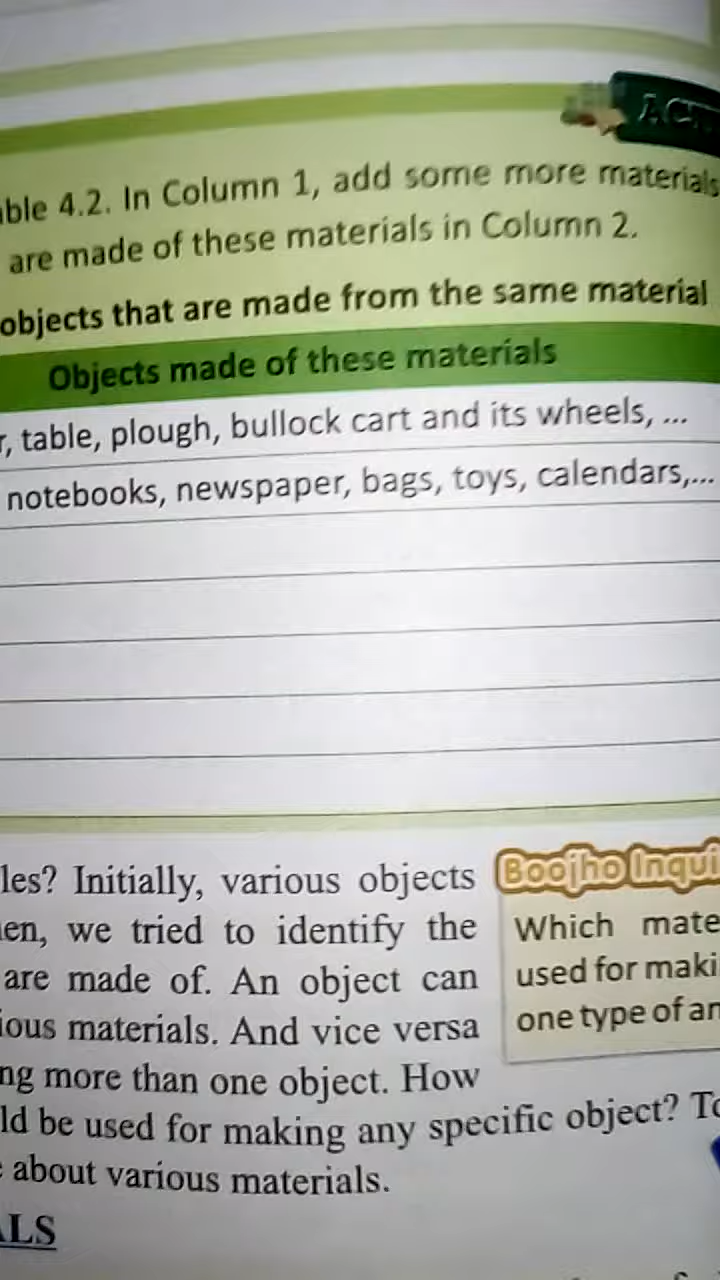 4.2. In Column 1, add some more materials
are made of these materials in Column 2.
objects that are made from the same material
Objects made of these materials
, table, plough, bullock cart and its wheels, ...
notebooks, newspaper, bags, toys, calendars,...
les? Initially, various objects
en, we tried to identify the
are made of. An object can
ious materials. And vice versa
ng more than one object. How
ld be used for making any specific object? To
about various materials.
Boojho Inqui
Which mate
used for maki
one type of ar
LS